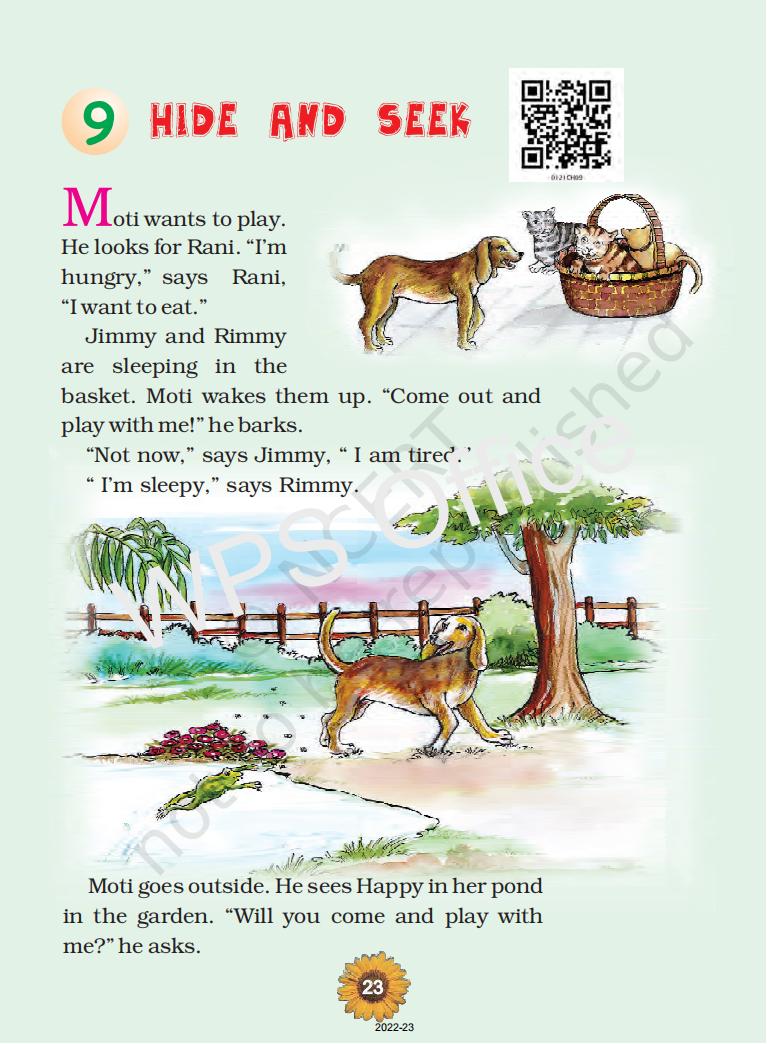 9 HIDE AND SEEK
0121CH09
Moti wants to play.
He looks for Rani. “I’m
hungry,” says Rani,
“I want to eat.”
Jimmy and Rimmy
are sleeping in the
basket. Moti wakes them up. “Come out and
play with me!” he barks.
“Not now,” says Jimmy, “ I am tired.’
“ I’m sleepy,” says Rimmy.
WPS Office
© NCERT
not to be republished
Moti goes outside. He sees Happy in her pond
in the garden. “Will you come and play with
me?” he asks.
23
2022-23